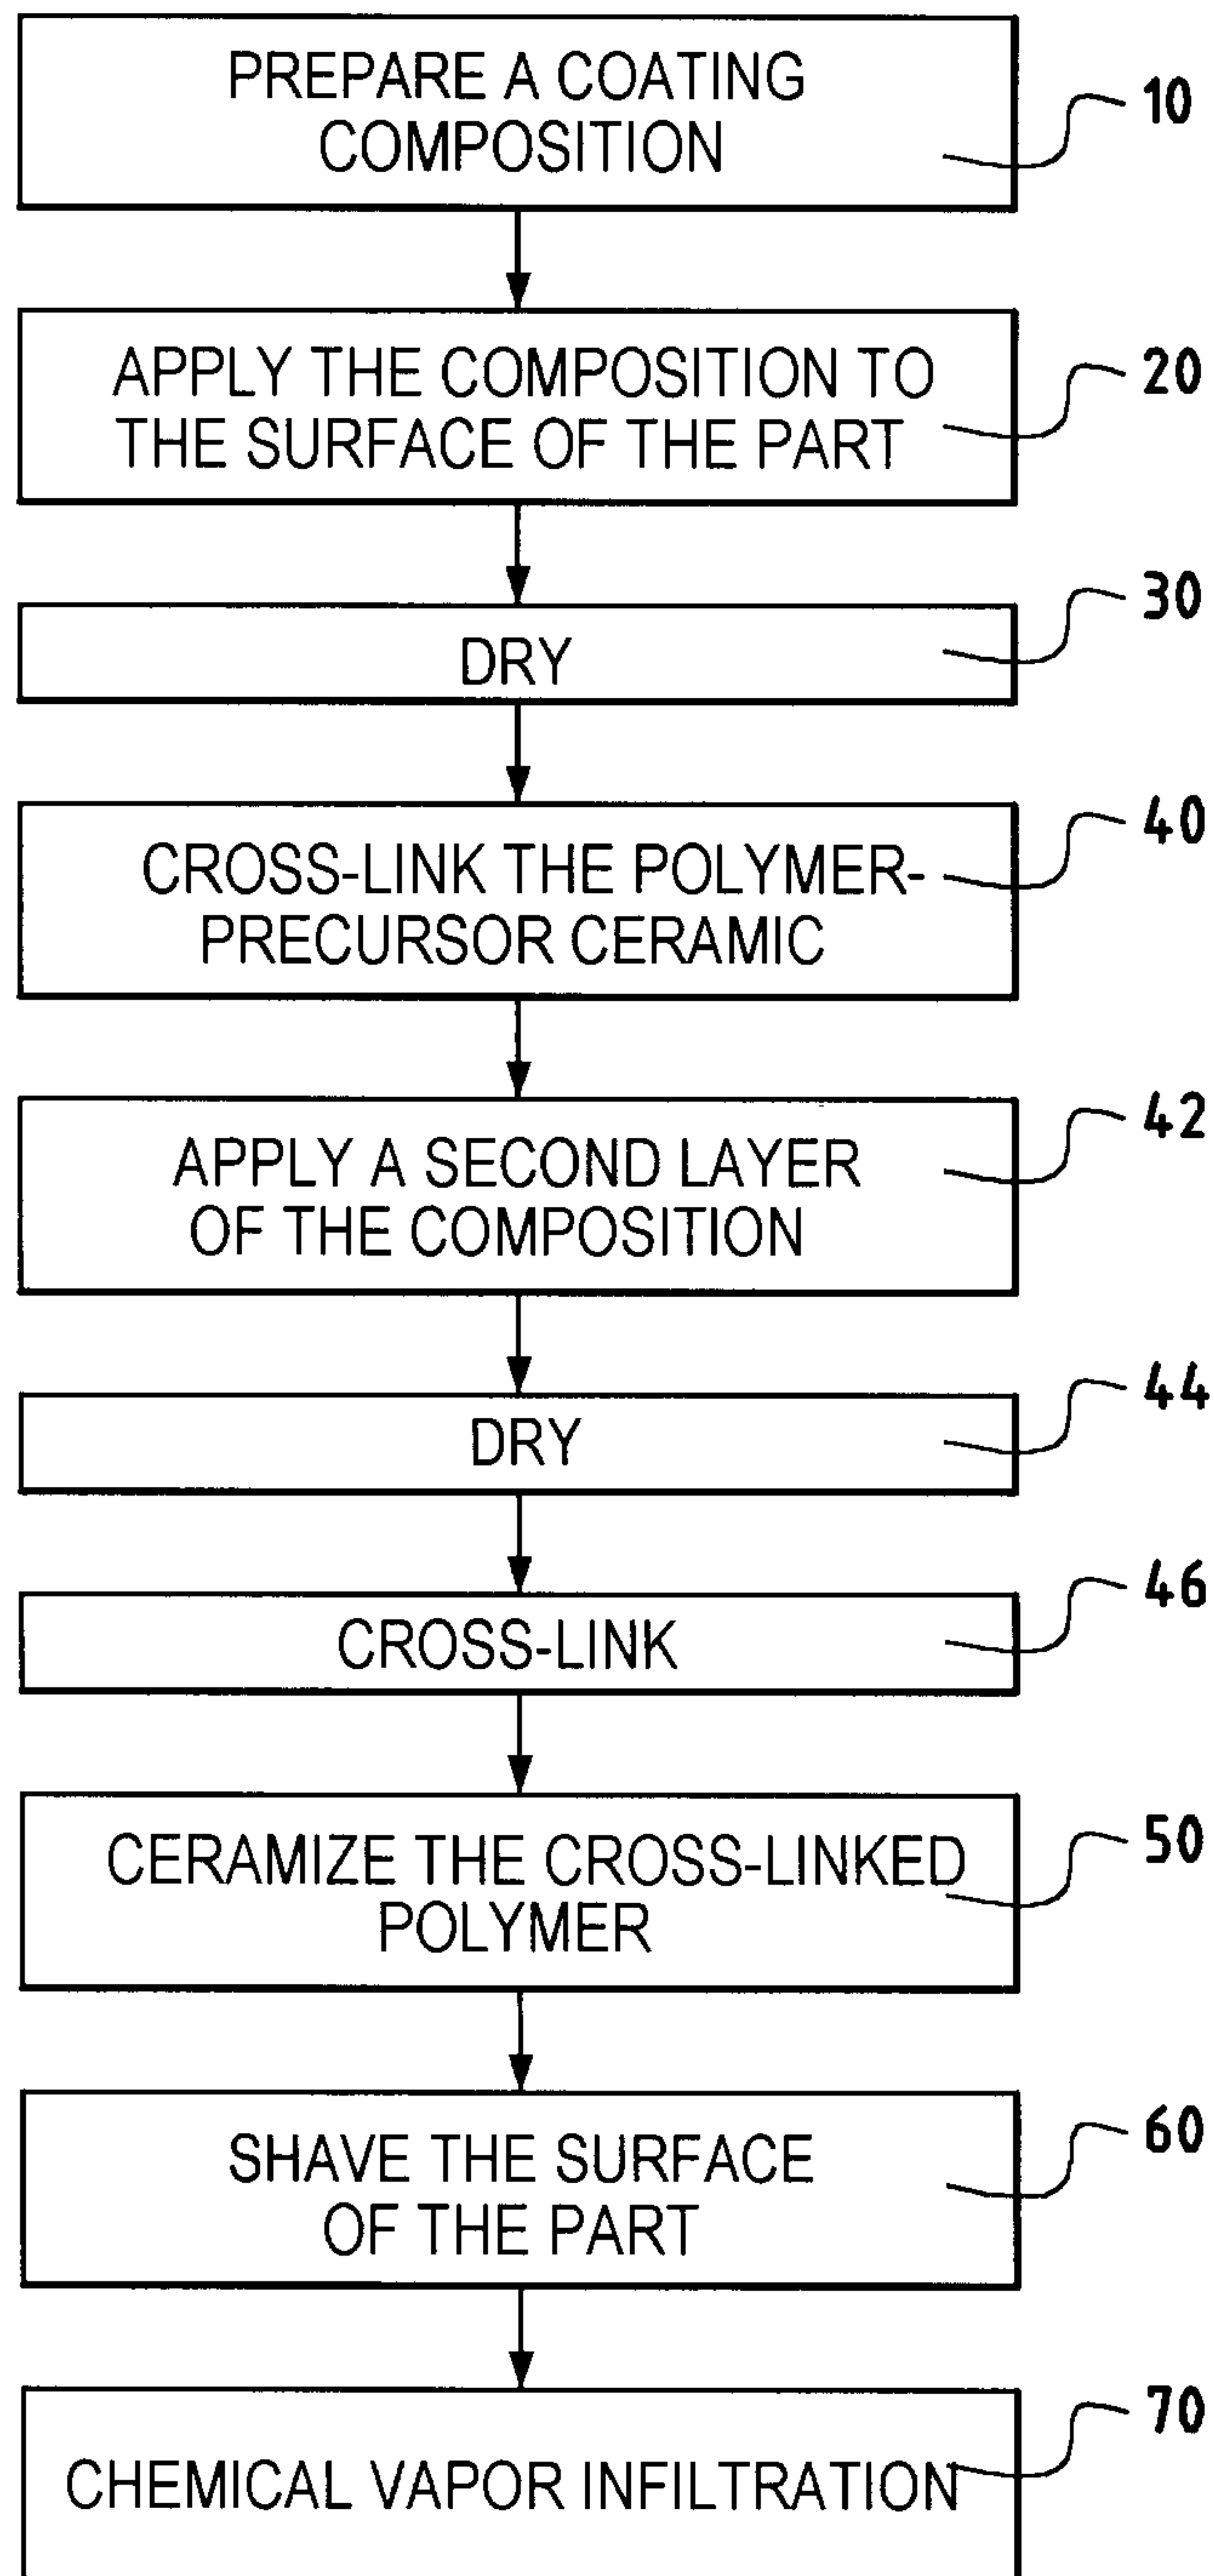 PREPARE A COATING
COMPOSITION
10
APPLY THE COMPOSITION TO
THE SURFACE OF THE PART
20
DRY
30
CROSS-LINK THE POLYMER-
PRECURSOR CERAMIC
40
APPLY A SECOND LAYER
OF THE COMPOSITION
42
DRY
44
CROSS-LINK
46
CERAMIZE THE CROSS-LINKED
POLYMER
50
SHAVE THE SURFACE
OF THE PART
60
CHEMICAL VAPOR INFILTRATION
70